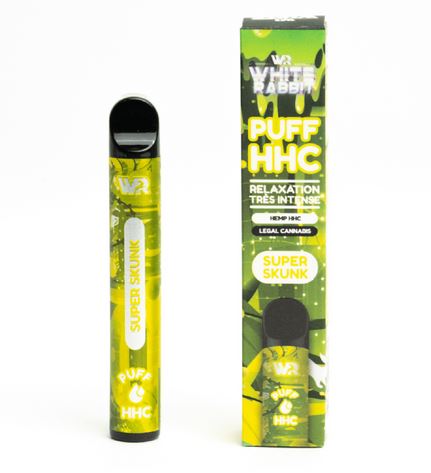 WR
SUPER SKUNK
PUFF
HHC
WR
WHITE
RABBIT
PUFF
HHC
RELAXATION
TRÈS INTENSE
HEMP HHC
LEGAL CANNABIS
SUPER
SKUNK
WR
PUFF
HHC